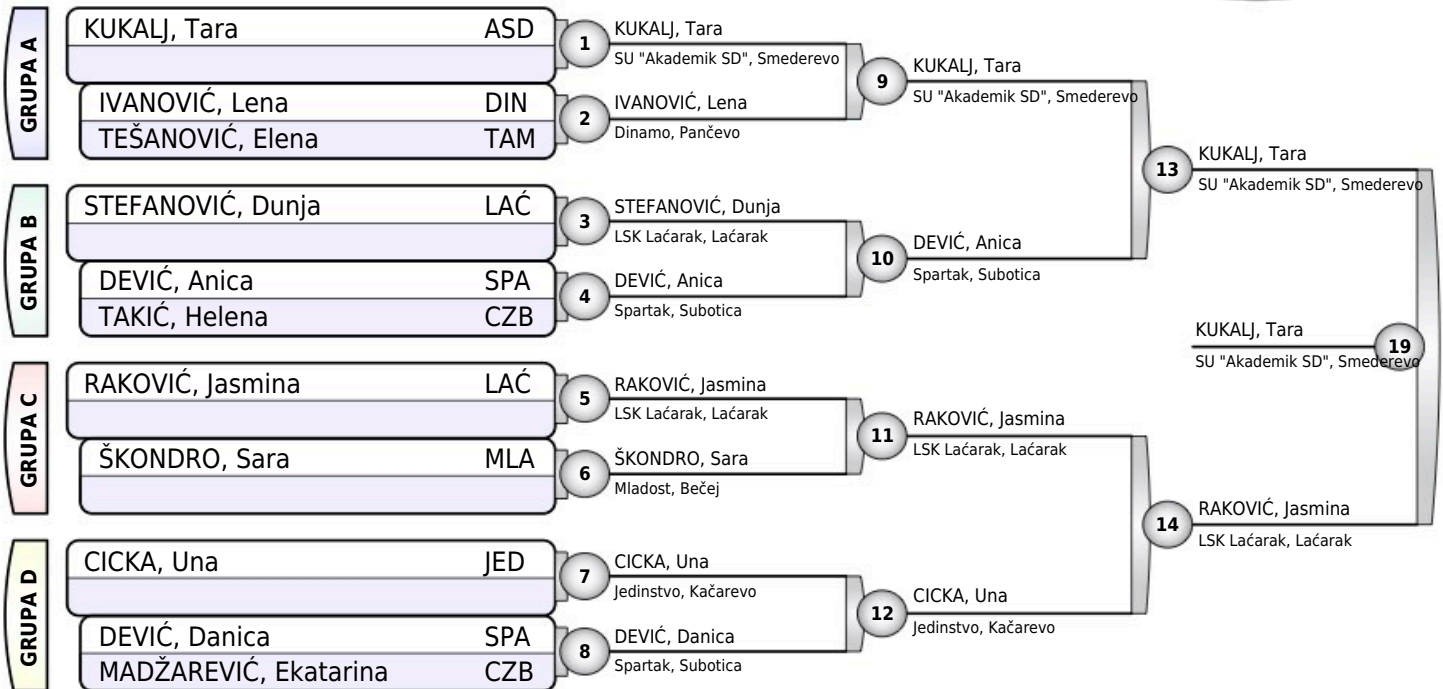 GRUPA A
KUKALJ, Tara ASD
IVANOVIĆ, Lena DIN
TEŠANOVIĆ, Elena TAM
GRUPA B
STEFANOVIĆ, Dunja LAĆ
DEVIĆ, Anica SPA
TAKIĆ, Helena CZB
GRUPA C
RAKOVIĆ, Jasmina LAĆ
ŠKONDRO, Sara MLA
GRUPA D
CICKA, Una JED
DEVIĆ, Danica SPA
MADŽAREVIĆ, Ekatarina CZB
1
KUKALJ, Tara
SU "Akademik SD", Smederevo
2
IVANOVIĆ, Lena
Dinamo, Pančevo
3
STEFANOVIĆ, Dunja
LSK Laćarak, Laćarak
4
DEVIĆ, Anica
Spartak, Subotica
5
RAKOVIĆ, Jasmina
LSK Laćarak, Laćarak
6
ŠKONDRO, Sara
Mladost, Bečej
7
CICKA, Una
Jedinstvo, Kačarevo
8
DEVIĆ, Danica
Spartak, Subotica
9
KUKALJ, Tara
SU "Akademik SD", Smederevo
10
DEVIĆ, Anica
Spartak, Subotica
11
RAKOVIĆ, Jasmina
LSK Laćarak, Laćarak
12
CICKA, Una
Jedinstvo, Kačarevo
13
KUKALJ, Tara
SU "Akademik SD", Smederevo
14
RAKOVIĆ, Jasmina
LSK Laćarak, Laćarak
KUKALJ, Tara
SU "Akademik SD", Smederevo
19